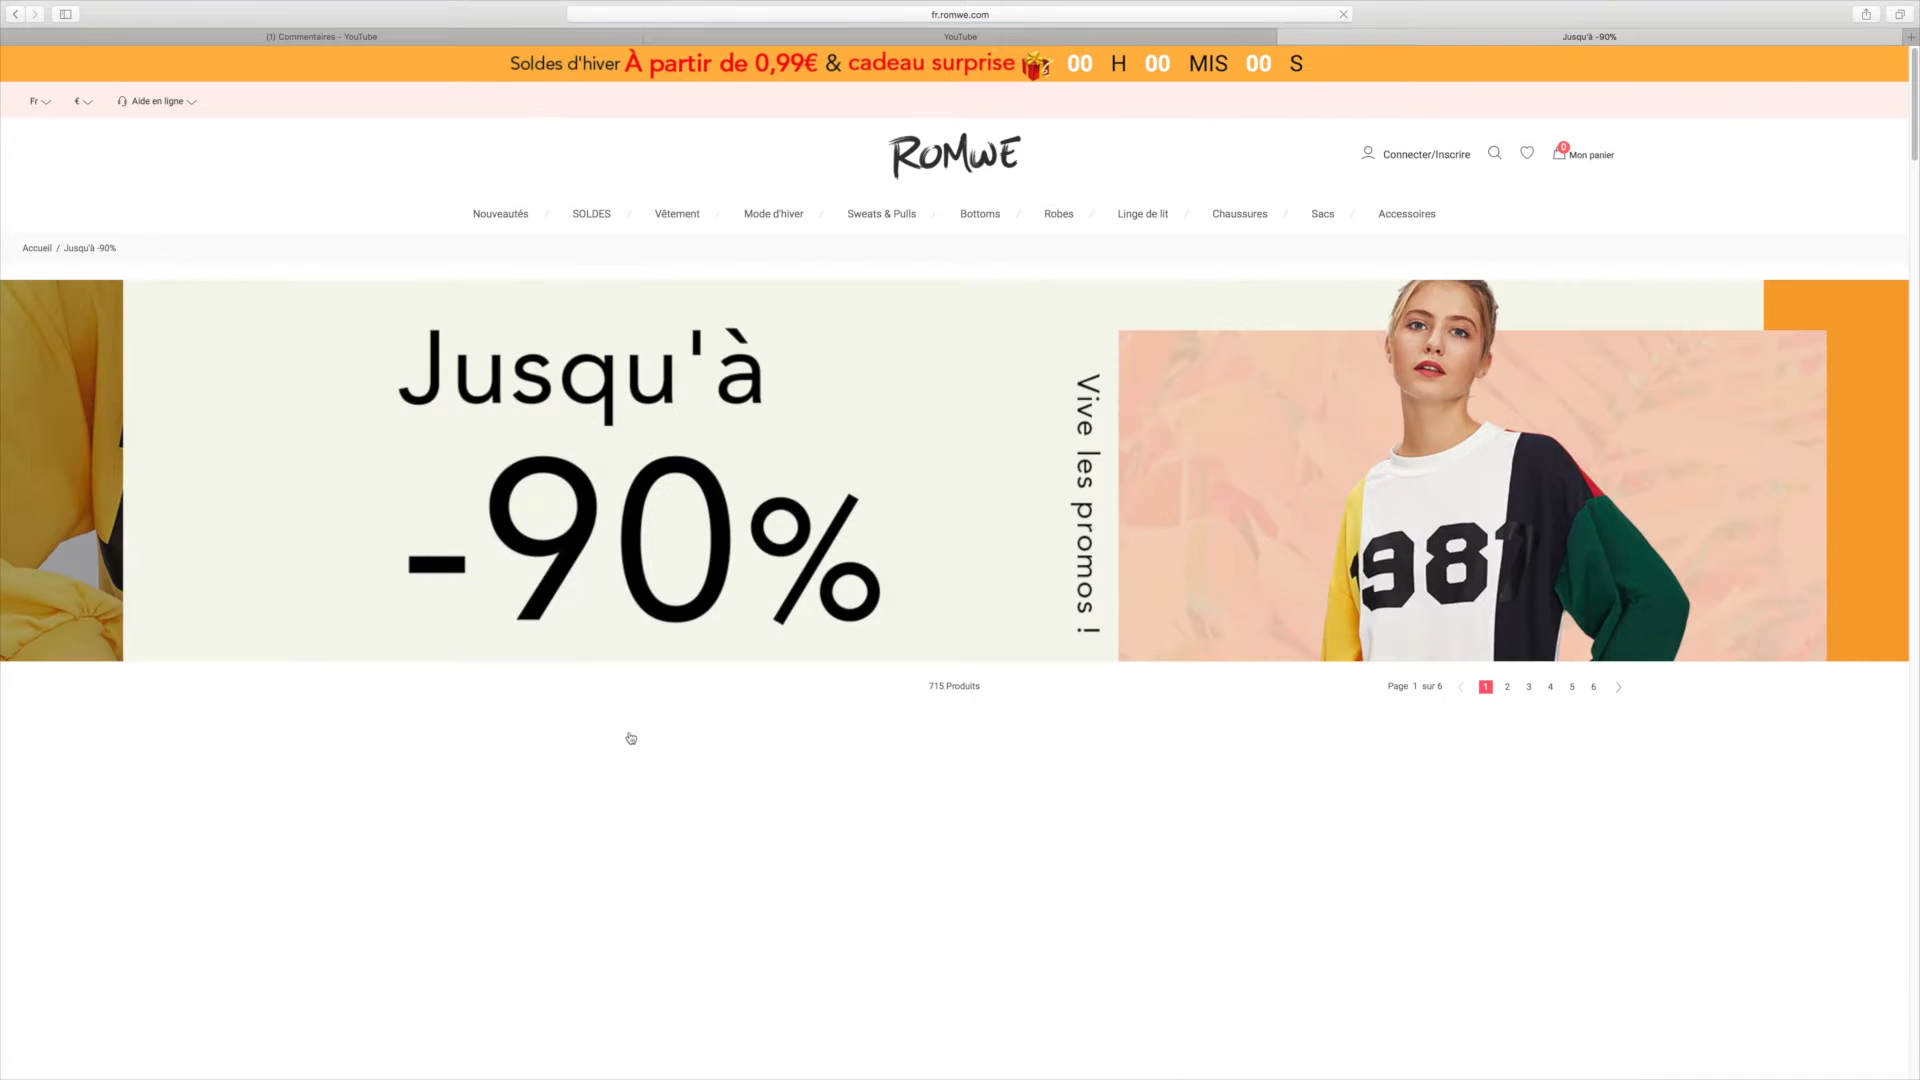 fr.romwe.com
(1) Commentaires - YouTube
YouTube
Jusqu'à -90%
Soldes d'hiver À partir de 0,99€ & cadeau surprise 00 H 00 MIS 00 S
Fr € Aide en ligne
ROMWE
Connecter/Inscrire
0
Mon panier
Nouveautés / SOLDES / Vêtement / Mode d'hiver / Sweats & Pulls / Bottoms / Robes / Linge de lit / Chaussures / Sacs / Accessoires
Accueil / Jusqu'à -90%
Jusqu'à
-90%
Vive les promos !
1987
715 Produits
Page 1 sur 6 1 2 3 4 5 6